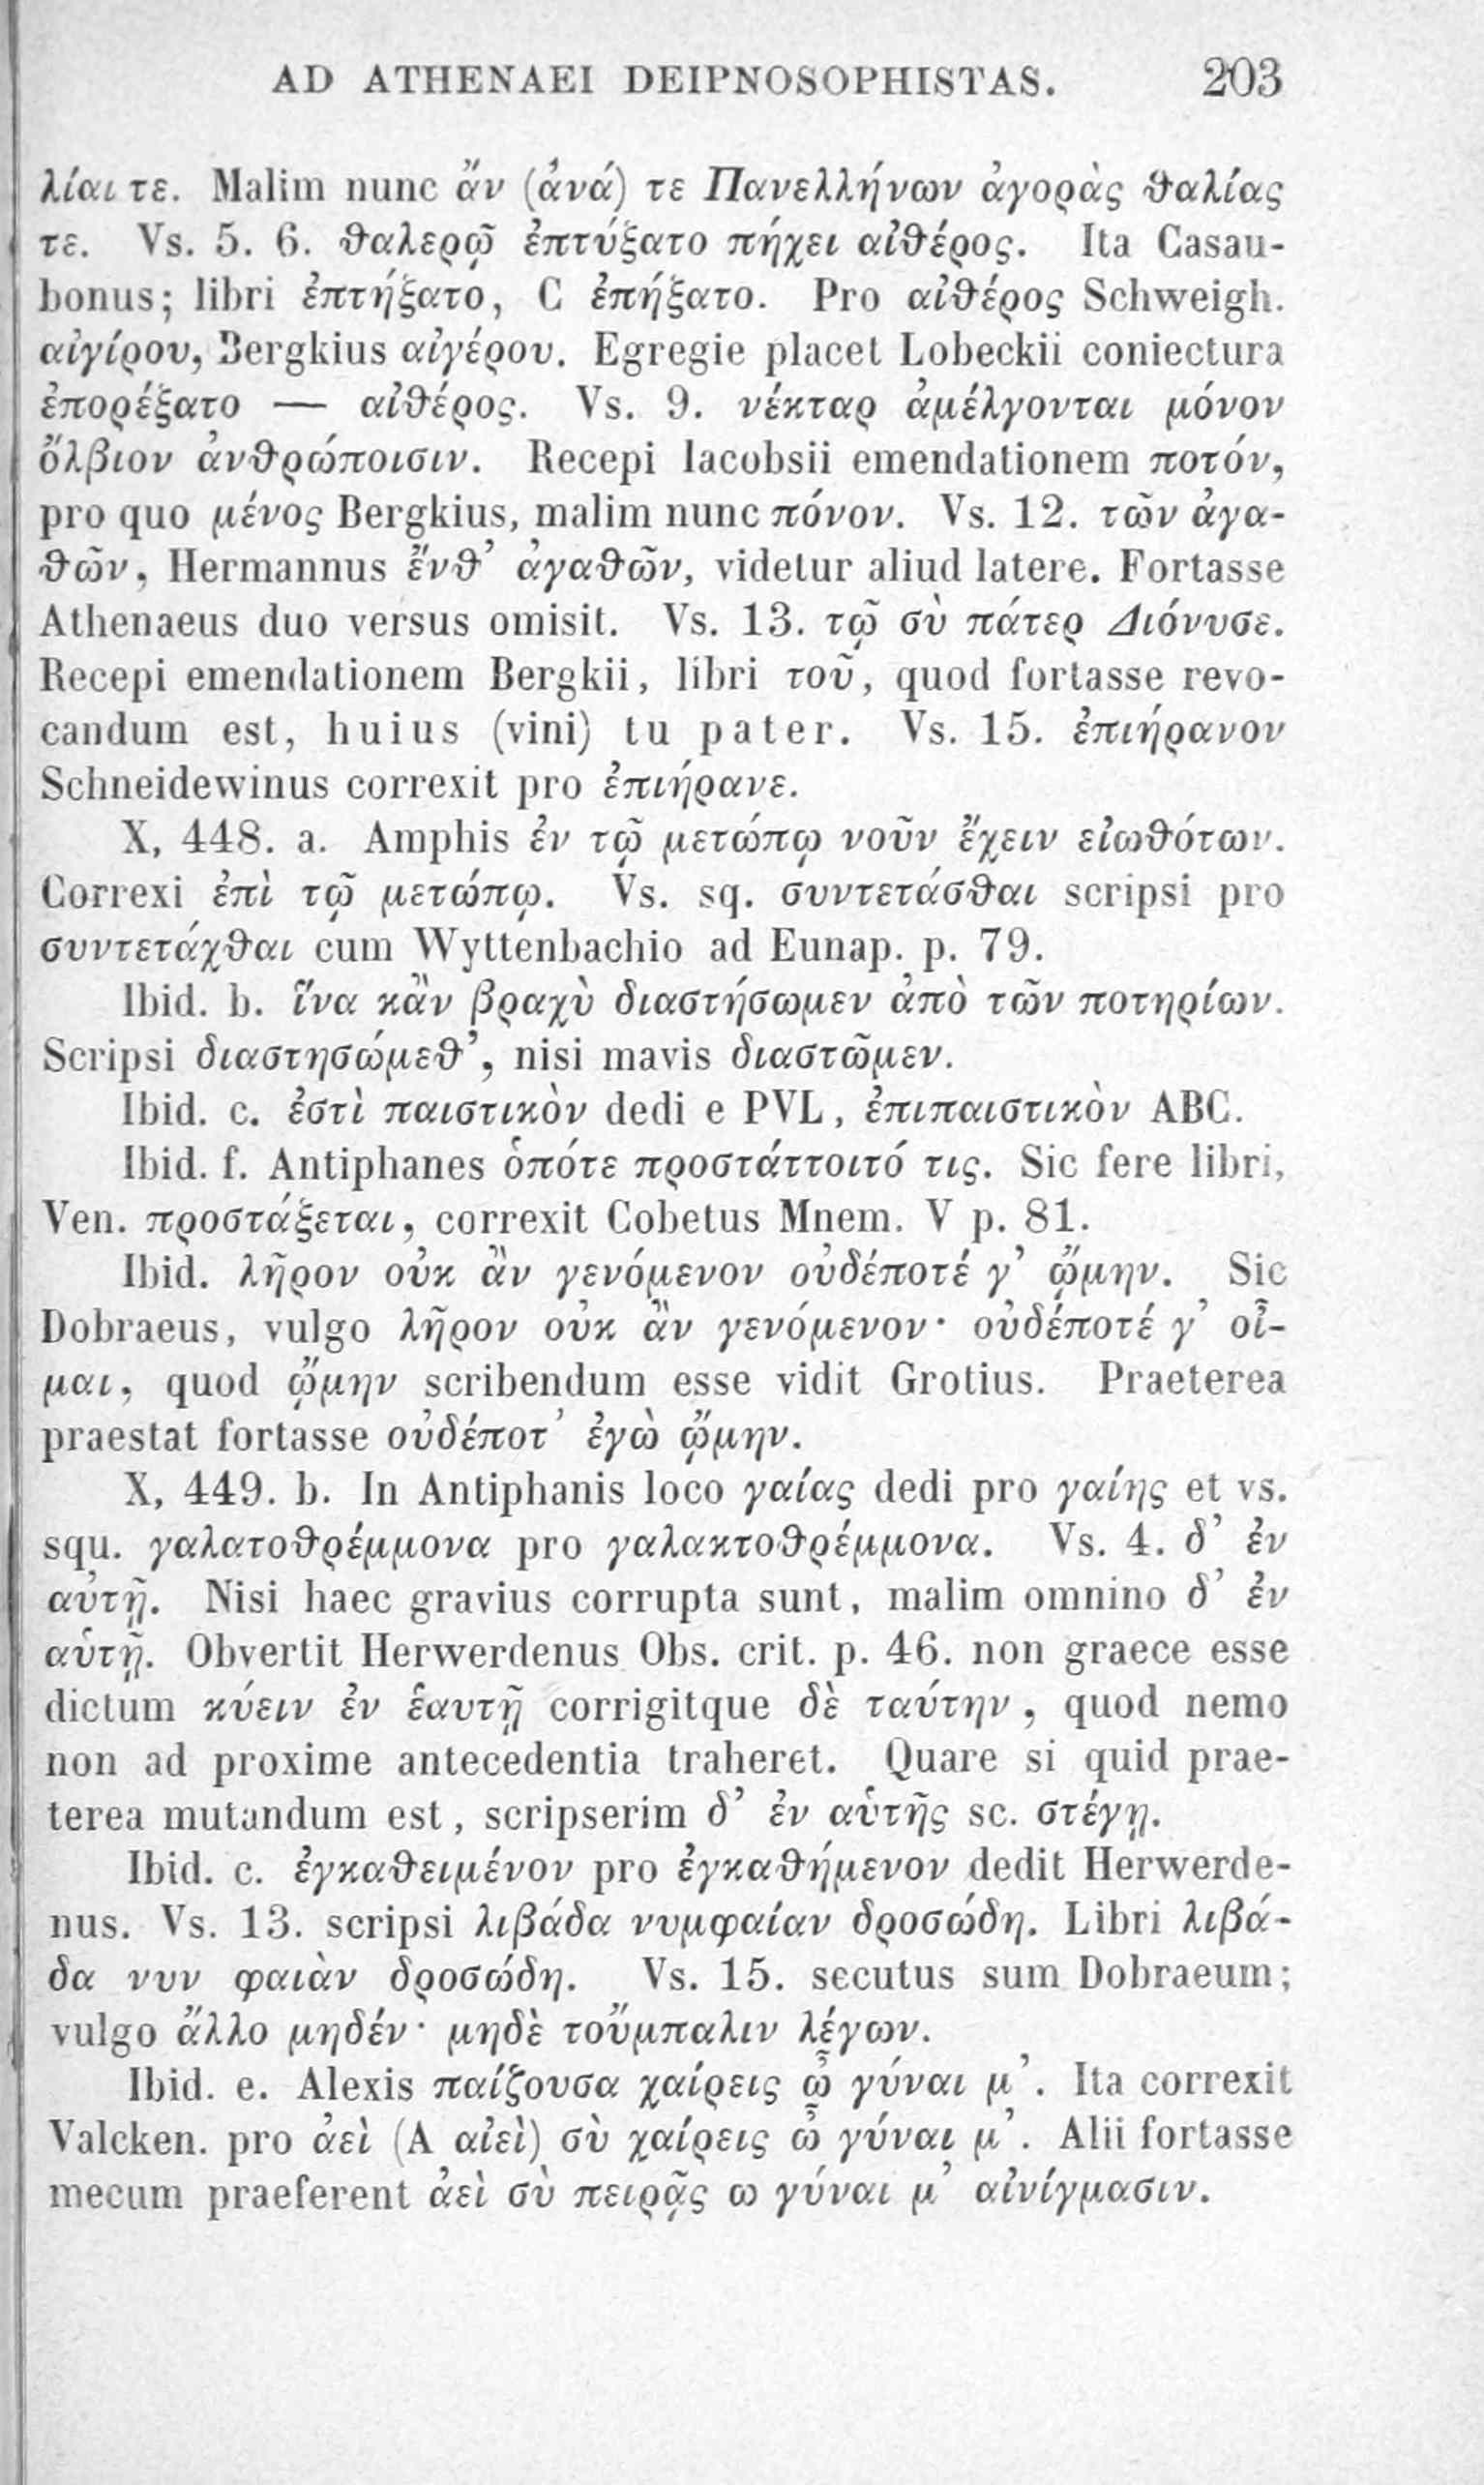 AD ATHENAEI DEIPNOSOPHISTAS. 203
λίαι τε. Malim nunc ἄν (ἀνά) τε Πανελλήνων ἀγορὰς θαλίας
τε. Vs. 5. 6. θαλερῷ ἐπτύξατο πήχει αἰθέρος. Ita Casau-
bonus; libri ἐπτήξατο, C ἐπήξατο. Pro αἰθέρος Schweigh.
αἰγίρου, Bergkius αἰγέρου. Egregie placet Lobeckii coniectura
ἐπορέξατο — αἰθέρος. Vs. 9. νέκταρ ἀμέλγονται μόνον
ὄλβιον ἀνθρώποισιν. Recepi Iacobsii emendationem ποτόν,
pro quo μένος Bergkius, malim nunc πόνον. Vs. 12. τῶν ἀγα-
θῶν, Hermannus ἔνθ᾽ ἀγαθῶν, videtur aliud latere. Fortasse
Athenaeus duo versus omisit. Vs. 13. τῷ σὺ πάτερ Διόνυσε.
Recepi emendationem Bergkii, libri τοῦ, quod fortasse revo-
candum est, huius (vini) tu pater. Vs. 15. ἐπιήρανον
Schneidewinus correxit pro ἐπιήρανε.
X, 448. a. Amphis ἐν τῷ μετώπῳ νοῦν ἔχειν εἰωθότων.
Correxi ἐπὶ τῷ μετώπῳ. Vs. sq. συντετάσθαι scripsi pro
συντετάχθαι cum Wyttenbachio ad Eunap. p. 79.
Ibid. b. ἵνα κἂν βραχὺ διαστήσωμεν ἀπὸ τῶν ποτηρίων.
Scripsi διαστησώμεθ᾽, nisi mavis διαστῶμεν.
Ibid. c. ἐστὶ παιστικὸν dedi e PVL, ἐπιπαιστικὸν ABC.
Ibid. f. Antiphanes ὁπότε προστάττοιτό τις. Sic fere libri,
Ven. προστάξεται, correxit Cobetus Mnem. V p. 81.
Ibid. λῆρον οὐκ ἂν γενόμενον οὐδέποτέ γ᾽ ᾤμην. Sic
Dobraeus, vulgo λῆρον οὐκ ἂν γενόμενον· οὐδέποτέ γ᾽ οἶ-
μαι, quod ᾤμην scribendum esse vidit Grotius. Praeterea
praestat fortasse οὐδέποτ᾽ ἐγὼ ᾤμην.
X, 449. b. In Antiphanis loco γαίας dedi pro γαίης et vs.
squ. γαλατοθρέμμονα pro γαλακτοθρέμμονα. Vs. 4. δ᾽ ἐν
αὐτῇ. Nisi haec gravius corrupta sunt, malim omnino δ᾽ ἐν
αὑτῇ. Obvertit Herwerdenus Obs. crit. p. 46. non graece esse
dictum κύειν ἐν ἑαυτῇ corrigitque δὲ ταύτην, quod nemo
non ad proxime antecedentia traheret. Quare si quid prae-
terea mutandum est, scripserim δ᾽ ἐν αὑτῆς sc. στέγῃ.
Ibid. c. ἐγκαθειμένον pro ἐγκαθήμενον dedit Herwerde-
nus. Vs. 13. scripsi λιβάδα νυμφαίαν δροσώδη. Libri λιβά-
δα νυν φαιὰν δροσώδη. Vs. 15. secutus sum Dobraeum;
vulgo ἄλλο μηδέν· μηδὲ τοὔμπαλιν λέγων.
Ibid. e. Alexis παίζουσα χαίρεις ὦ γύναι μ᾽. Ita correxit
Valcken. pro ἀεὶ (A αἰεὶ) σὺ χαίρεις ὦ γύναι μ᾽. Alii fortasse
mecum praeferent ἀεὶ σὺ πειρᾷς ω γύναι μ᾽ αἰνίγμασιν.